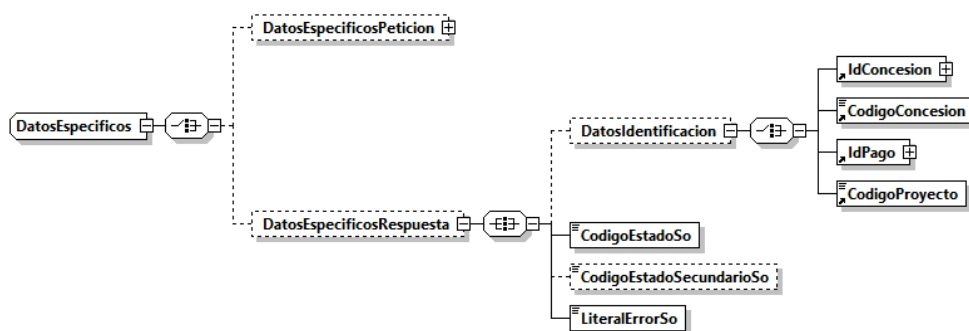 DatosEspecificosPeticion
IdConcesion
DatosEspecificos
CodigoConcesion
DatosIdentificacion
IdPago
CodigoProyecto
DatosEspecificosRespuesta
CodigoEstadoSo
CodigoEstadoSecundarioSo
LiteralErrorSo